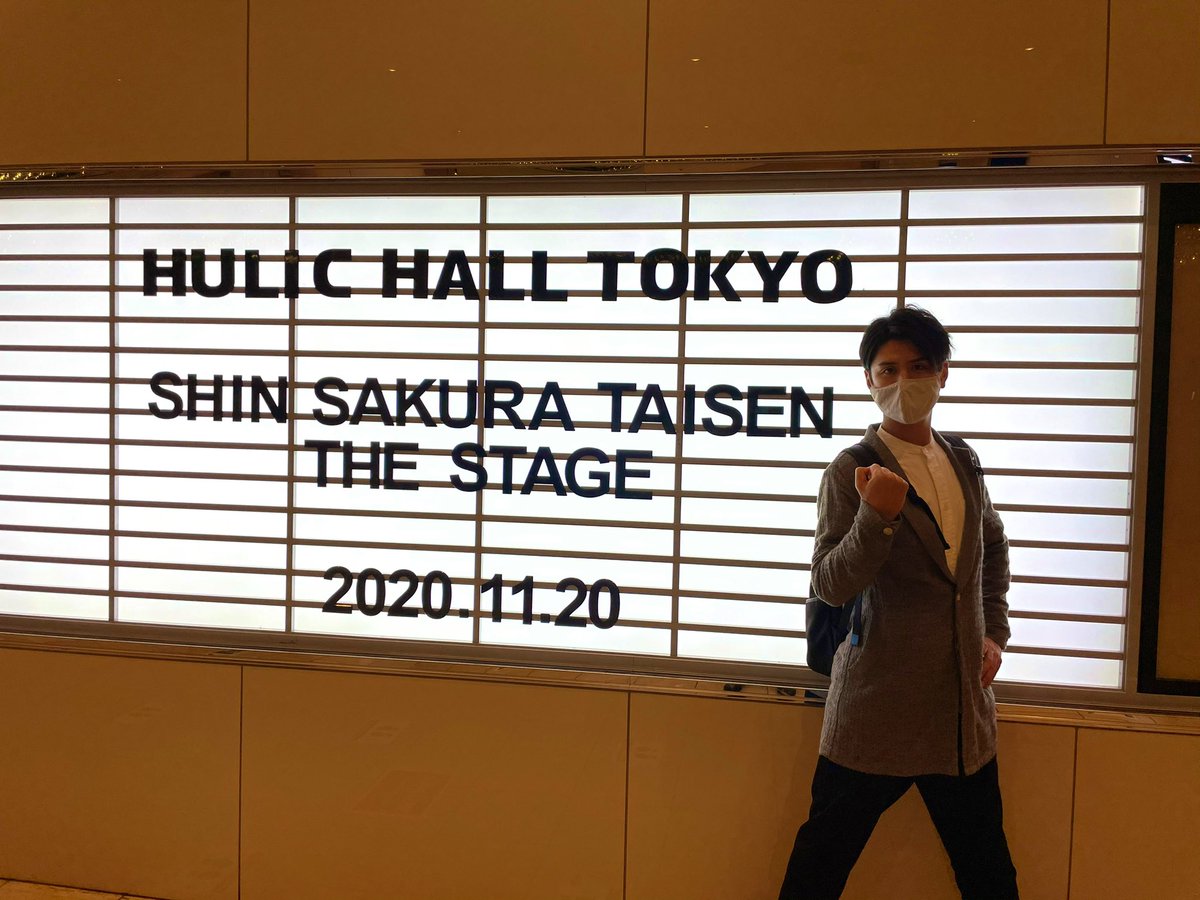 HULIC HALL TOKYO
SHIN SAKURA TAISEN
THE STAGE
2020.11.20